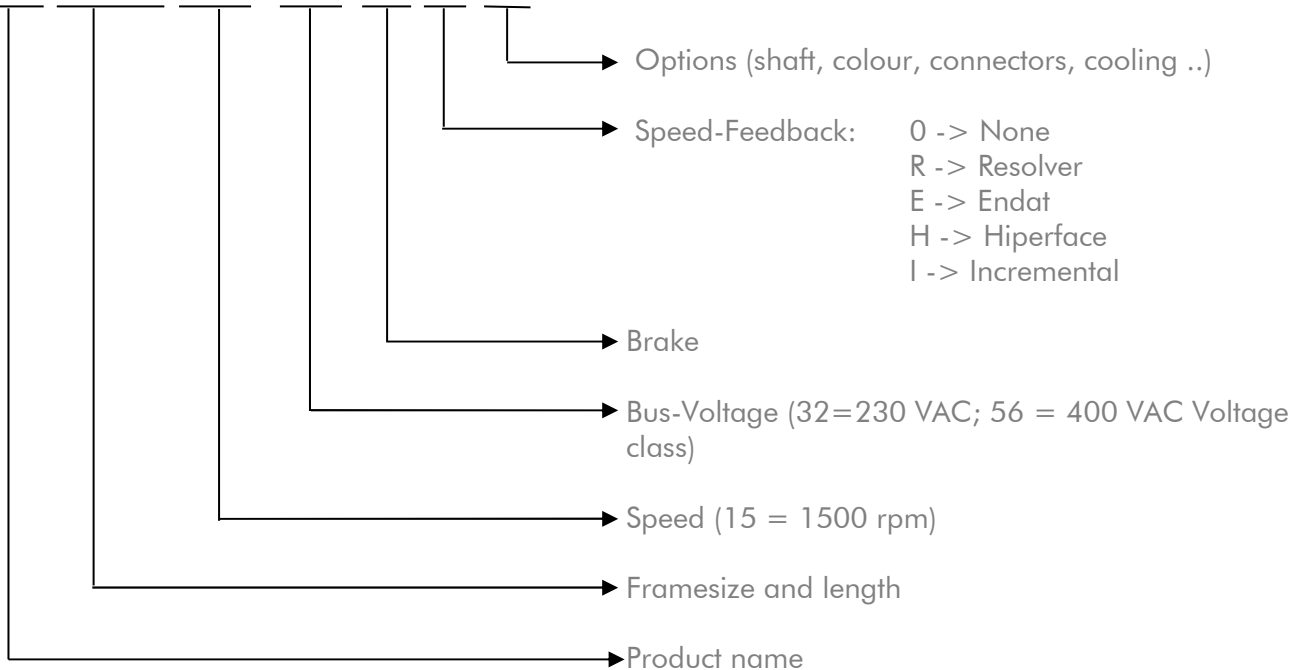 Options (shaft, colour, connectors, cooling ..)
Speed-Feedback: 0 -> None
R -> Resolver
E -> Endat
H -> Hiperface
I -> Incremental
Brake
Bus-Voltage (32=230 VAC; 56 = 400 VAC Voltage
class)
Speed (15 = 1500 rpm)
Framesize and length
Product name